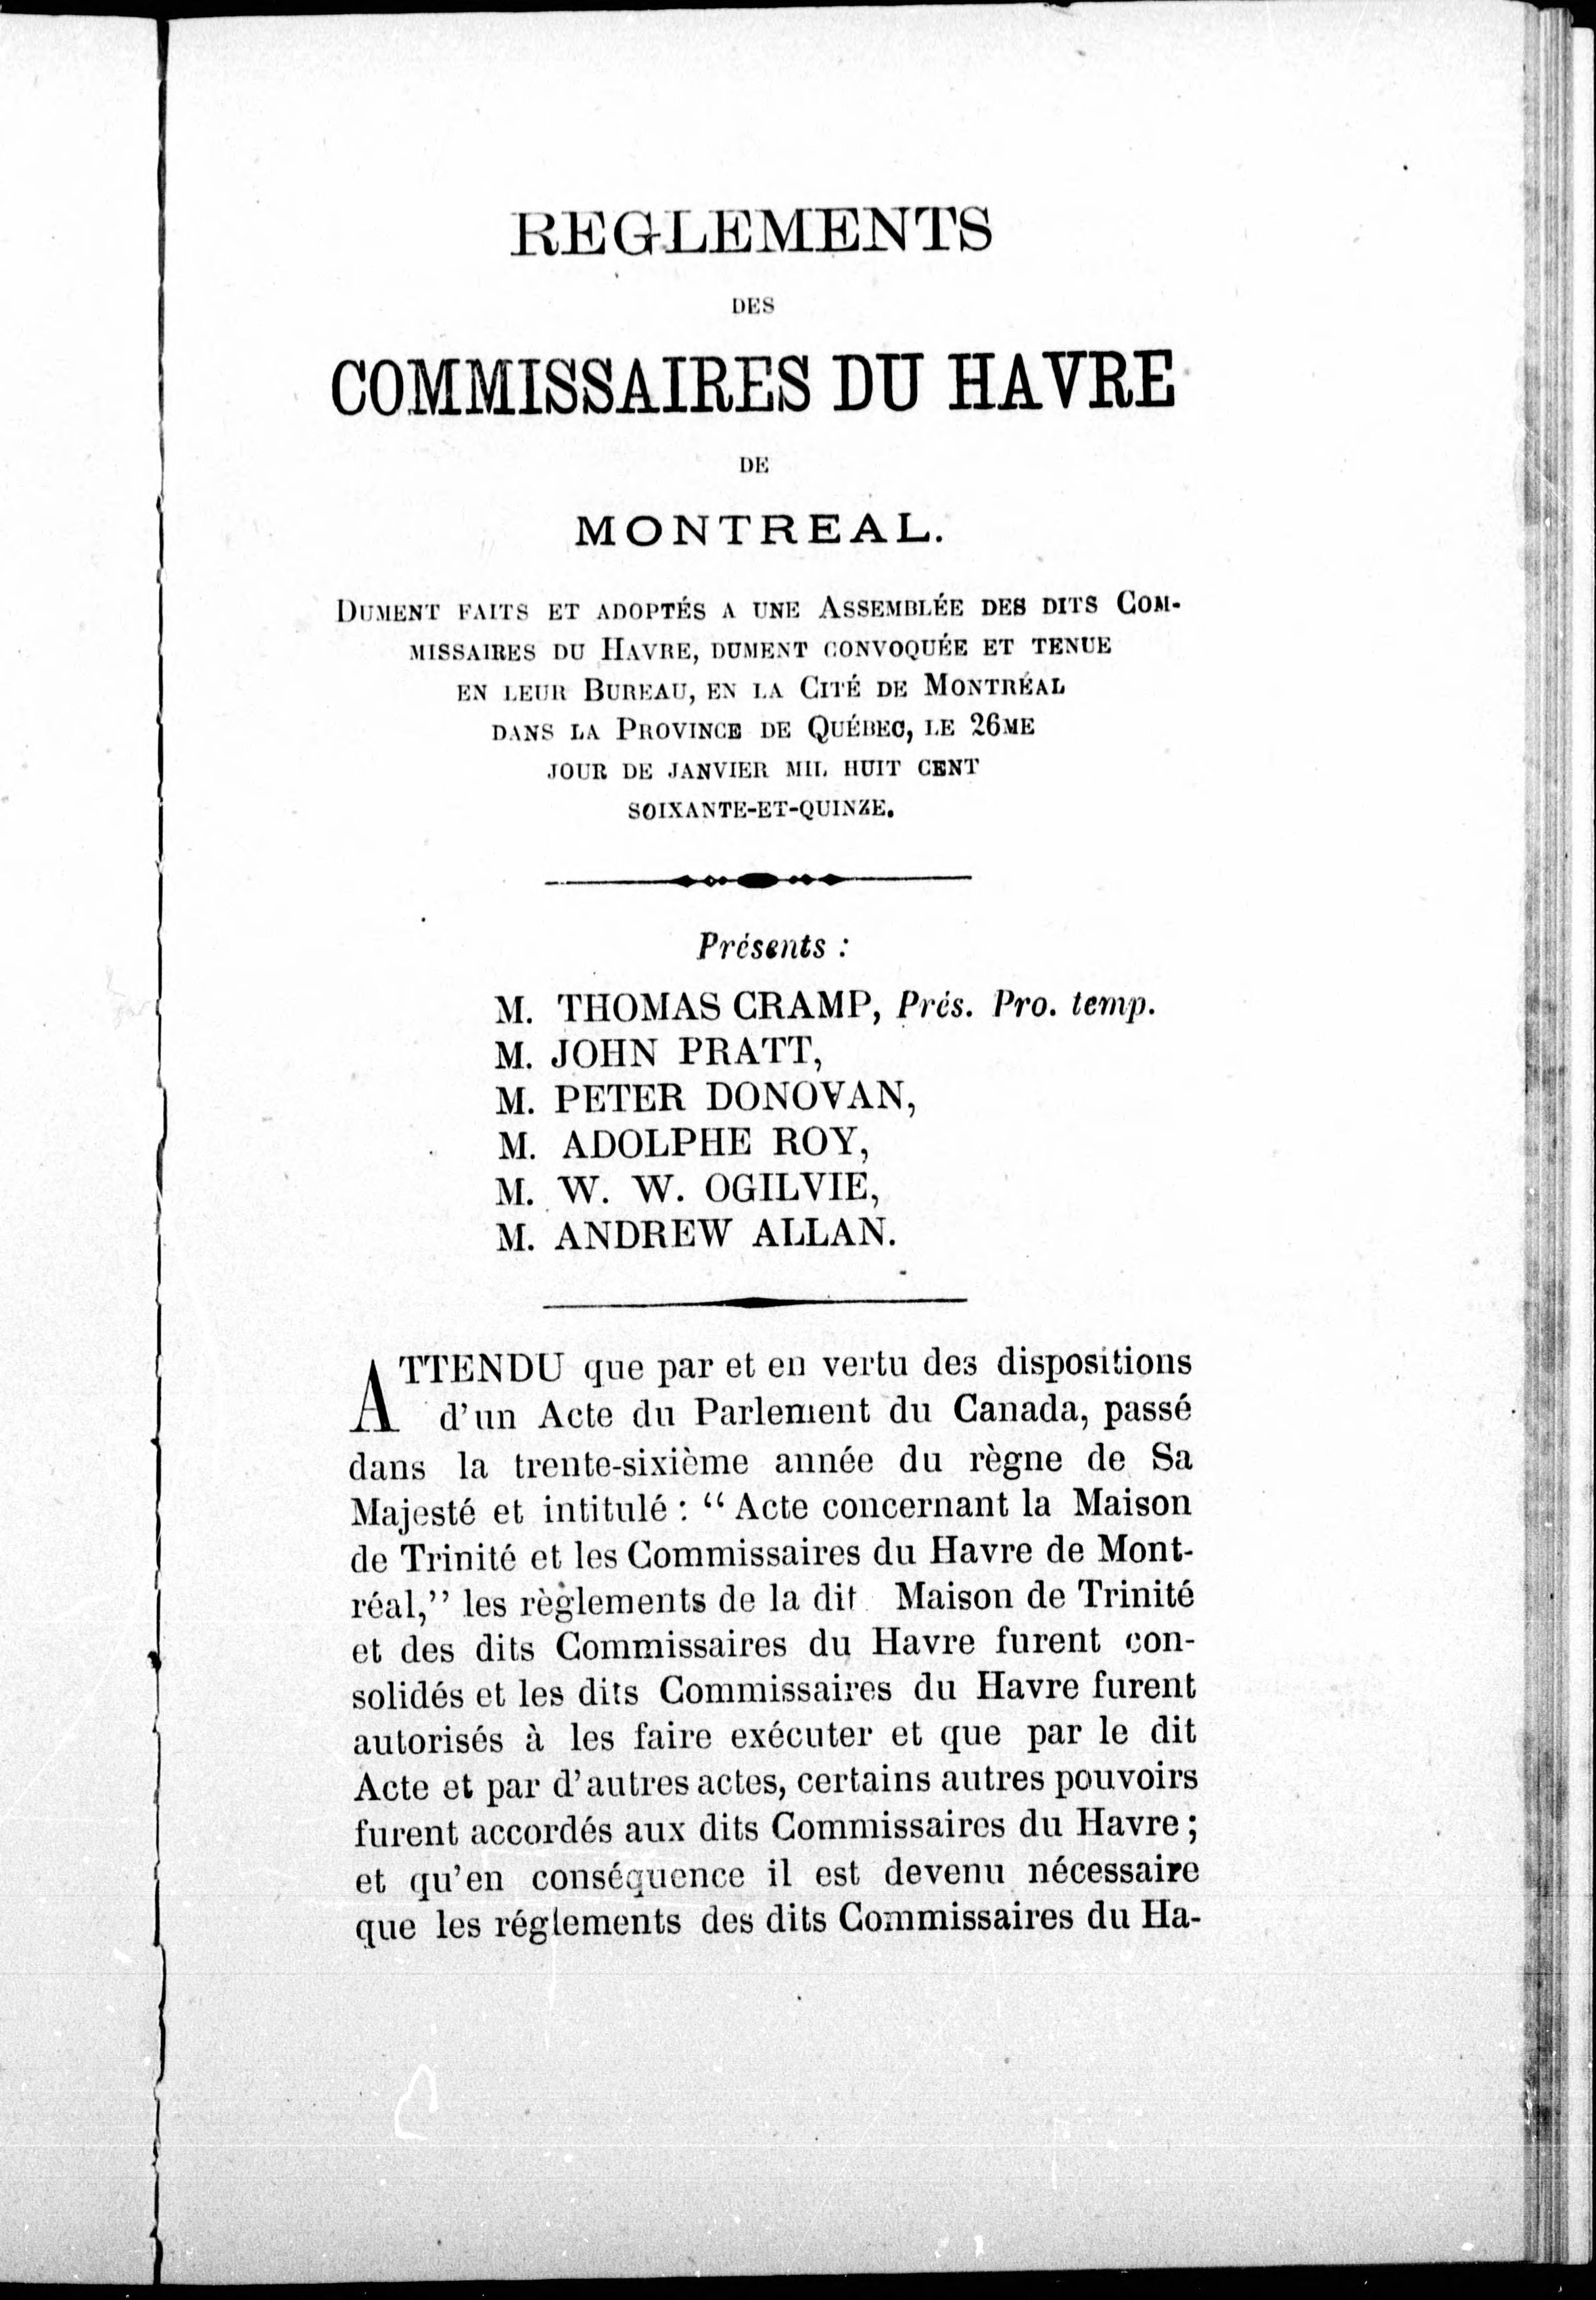 REGLEMENTS
DES
COMMISSAIRES DU HAVRE
DE
MONTREAL.
DUMENT FAITS ET ADOPTÉS A UNE ASSEMBLÉE DES DITS COM-
MISSAIRES DU HAVRE, DUMENT CONVOQUÉE ET TENUE
EN LEUR BUREAU, EN LA CITÉ DE MONTRÉAL
DANS LA PROVINCE DE QUÉBEC, LE 26ME
JOUR DE JANVIER MIL HUIT CENT
SOIXANTE-ET-QUINZE.
Présents :
M. THOMAS CRAMP, Prés. Pro. temp.
M. JOHN PRATT,
M. PETER DONOVAN,
M. ADOLPHE ROY,
M. W. W. OGILVIE,
M. ANDREW ALLAN.
ATTENDU que par et en vertu des dispositions
d'un Acte du Parlement du Canada, passé
dans la trente-sixième année du règne de Sa
Majesté et intitulé : “ Acte concernant la Maison
de Trinité et les Commissaires du Havre de Mont-
réal,” les règlements de la dit Maison de Trinité
et des dits Commissaires du Havre furent con-
solidés et les dits Commissaires du Havre furent
autorisés à les faire exécuter et que par le dit
Acte et par d'autres actes, certains autres pouvoirs
furent accordés aux dits Commissaires du Havre ;
et qu'en conséquence il est devenu nécessaire
que les réglements des dits Commissaires du Ha-